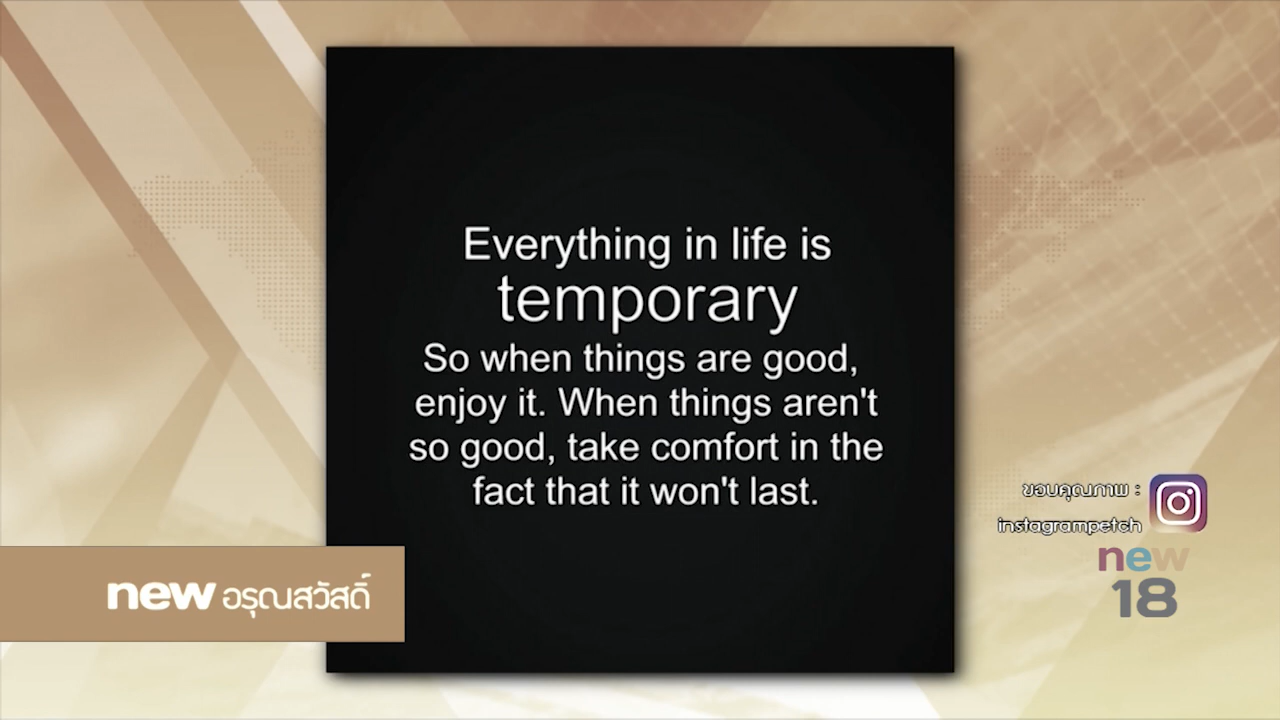 Everything in life is
temporary
So when things are good,
enjoy it. When things aren't
so good, take comfort in the
fact that it won't last.
ขอบคุณภาพ :
instagrampetch
new
18
new อรุณสวัสดิ์